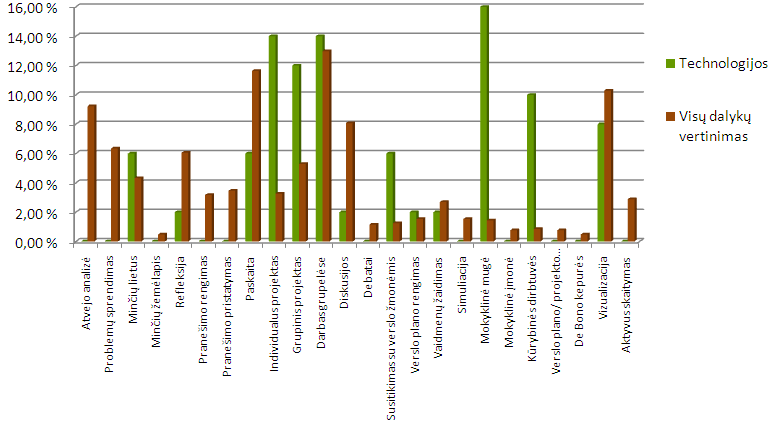 16,00 %
14,00 %
12,00 %
10,00 %
8,00 %
6,00 %
4,00 %
2,00 %
0,00 %
Atvejo analizė
Problemų sprendimas
Minčių lietus
Minčių žemėlapis
Refleksija
Pranešimo rengimas
Pranešimo pristatymas
Paskaita
Individualus projektas
Grupinis projektas
Darbas grupelėse
Diskusijos
Debatai
Susitikimas su verslo žmonėmis
Verslo plano rengimas
Vaidmenų žaidimas
Simuliacija
Mokyklinė mugė
Mokyklinė įmonė
Kūrybinės dirbtuvės
Verslo plano/ projekto...
De Bono kepurės
Vizualizacija
Aktyvus skaitymas
Technologijos
Visų dalykų
vertinimas